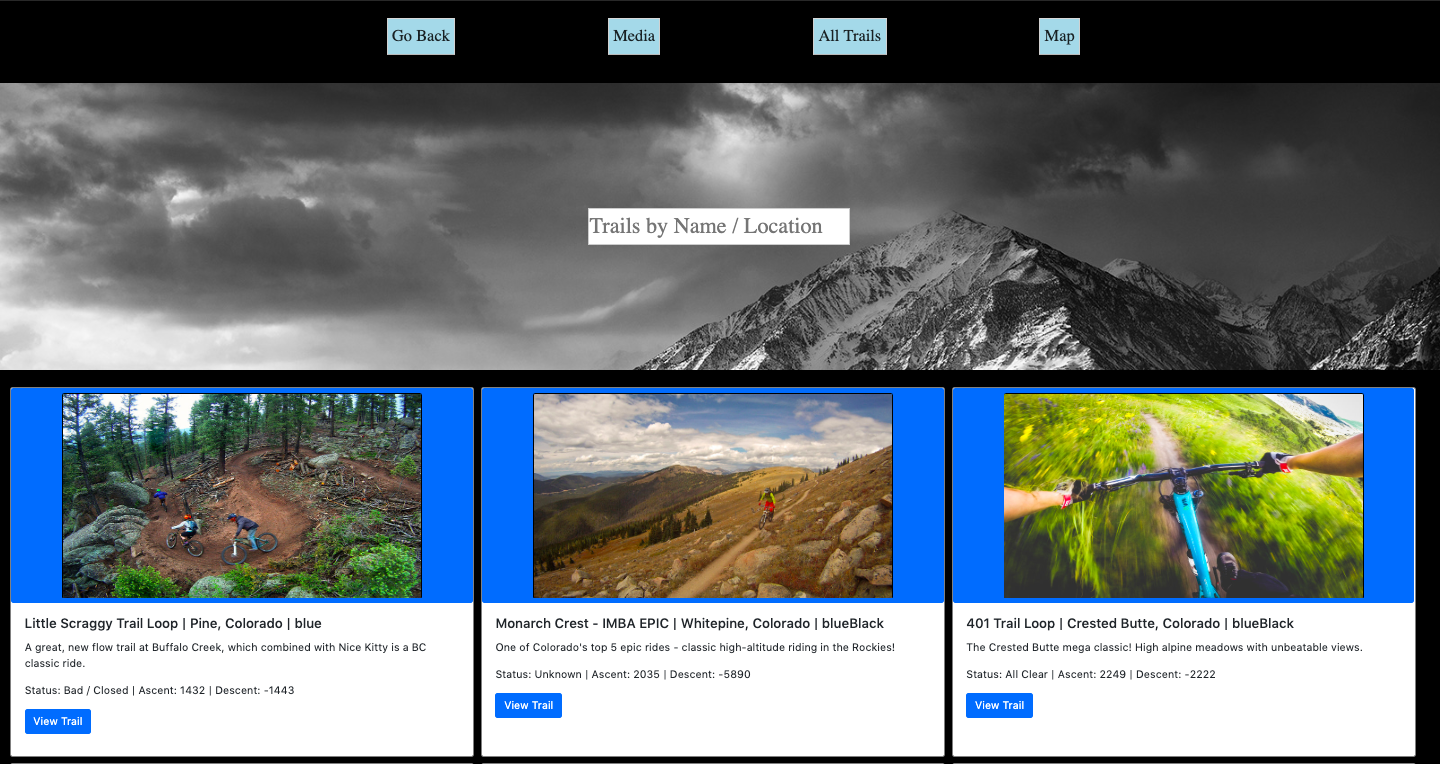 Go Back
Media
All Trails
Map
Trails by Name / Location
Little Scraggy Trail Loop | Pine, Colorado | blue
A great, new flow trail at Buffalo Creek, which combined with Nice Kitty is a BC
classic ride.
Status: Bad / Closed | Ascent: 1432 | Descent: -1443
View Trail
Monarch Crest - IMBA EPIC | Whitepine, Colorado | blueBlack
One of Colorado's top 5 epic rides - classic high-altitude riding in the Rockies!
Status: Unknown | Ascent: 2035 | Descent: -5890
View Trail
401 Trail Loop | Crested Butte, Colorado | blueBlack
The Crested Butte mega classic! High alpine meadows with unbeatable views.
Status: All Clear | Ascent: 2249 | Descent: -2222
View Trail